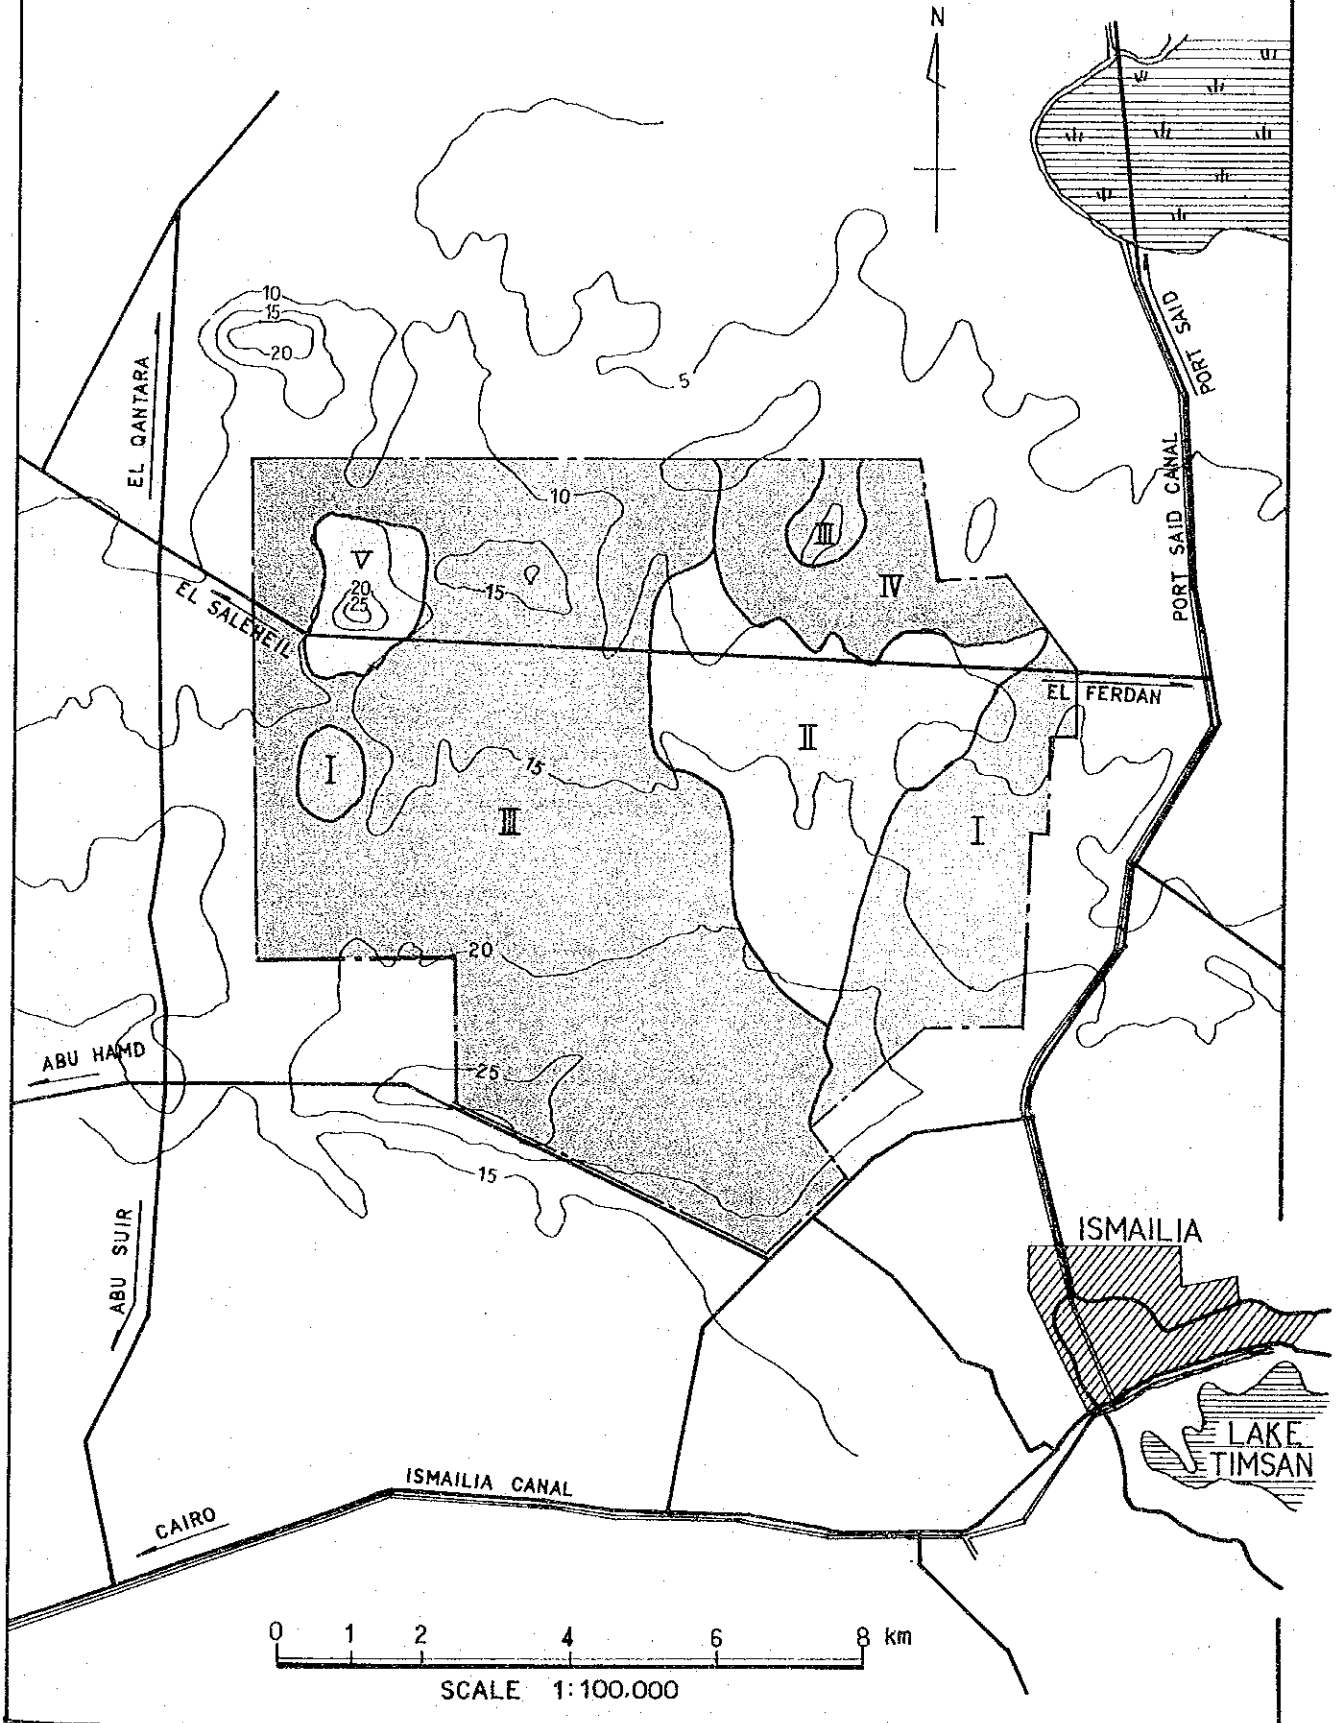 N
10
15
20
PORT SAID
EL QANTARA
5
10
PORT SAID CANAL
III
V
15
IV
20
25
EL SALEHEIL
EL FERDAN
II
I
15
III
I
20
ABU HAMD
25
15
ABU SUIR
ISMAILIA
LAKE
TIMSAN
ISMAILIA CANAL
CAIRO
0 1 2 4 6 8 km
SCALE 1:100.000